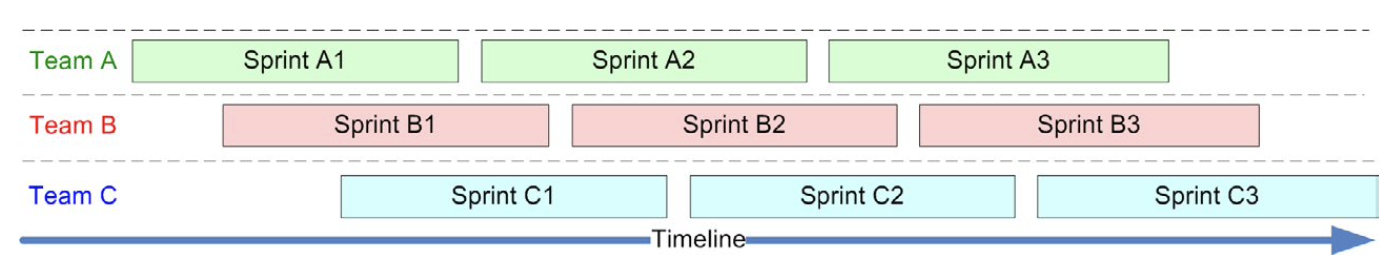 Team A Sprint A1 Sprint A2 Sprint A3
Team B Sprint B1 Sprint B2 Sprint B3
Team C Sprint C1 Sprint C2 Sprint C3
Timeline